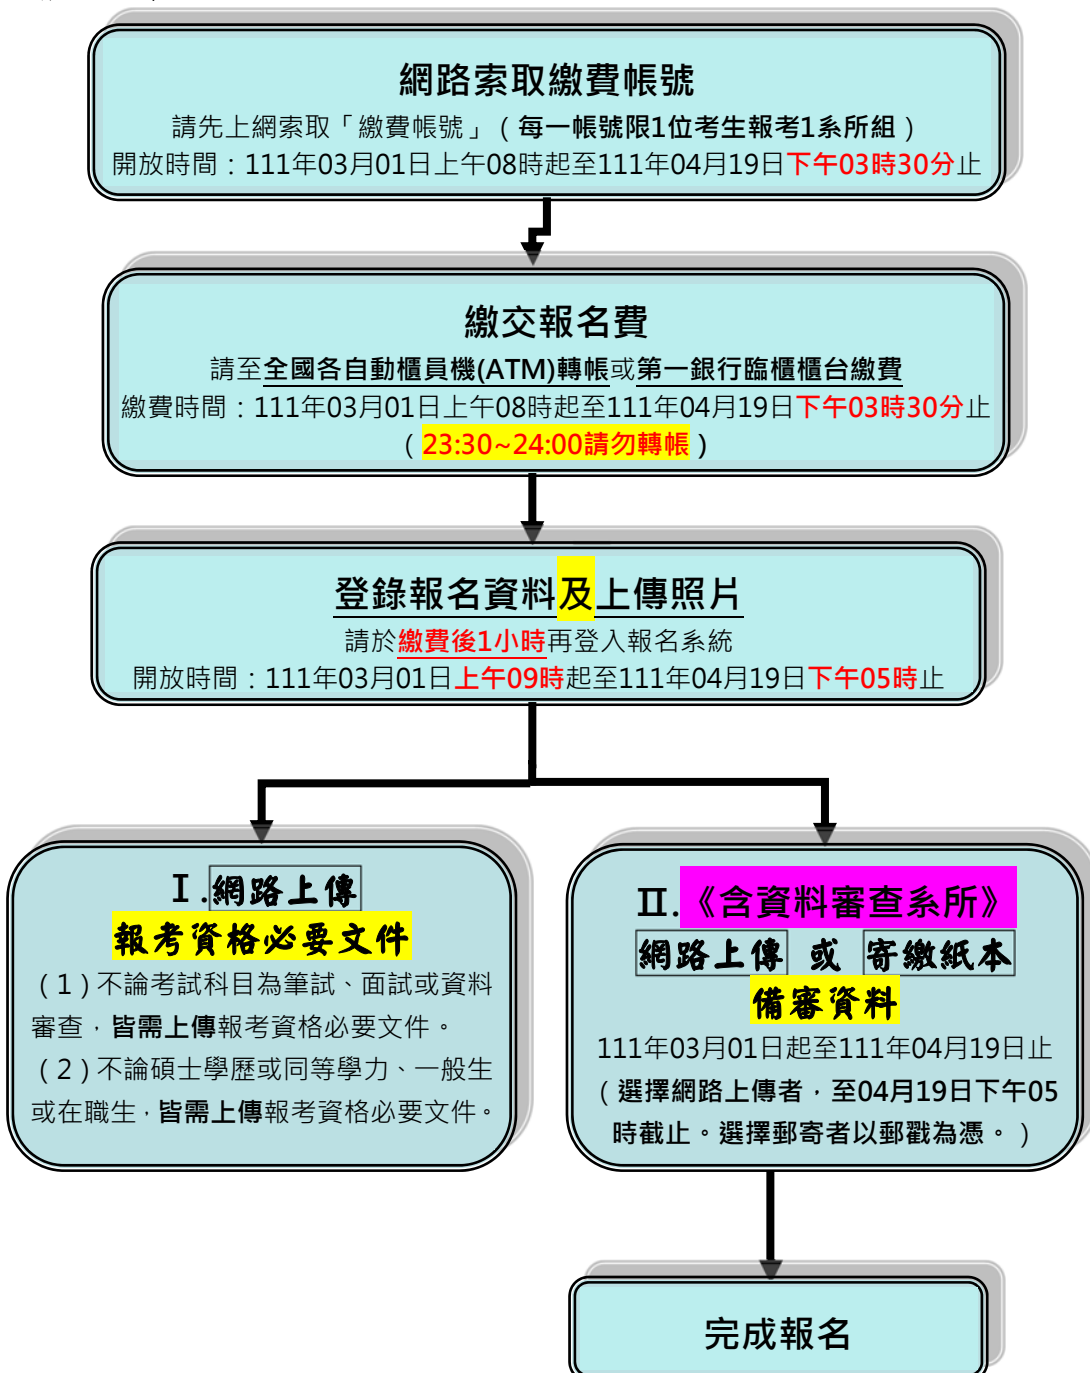 網路索取繳費帳號
請先上網索取「繳費帳號」（每一帳號限1位考生報考1系所組）
開放時間：111年03月01日上午08時起至111年04月19日下午03時30分止
繳交報名費
請至全國各自動櫃員機(ATM)轉帳或第一銀行臨櫃櫃台繳費
繳費時間：111年03月01日上午08時起至111年04月19日下午03時30分止
（23:30~24:00請勿轉帳）
登錄報名資料及上傳照片
請於繳費後1小時再登入報名系統
開放時間：111年03月01日上午09時起至111年04月19日下午05時止
Ⅰ.網路上傳
報考資格必要文件
（1）不論考試科目為筆試、面試或資料
審查，皆需上傳報考資格必要文件。
（2）不論碩士學歷或同等學力、一般生
或在職生，皆需上傳報考資格必要文件。
Ⅱ.《含資料審查系所》
網路上傳 或 寄繳紙本
備審資料
111年03月01日起至111年04月19日止
（選擇網路上傳者，至04月19日下午05
時截止。選擇郵寄者以郵戳為憑。）
完成報名